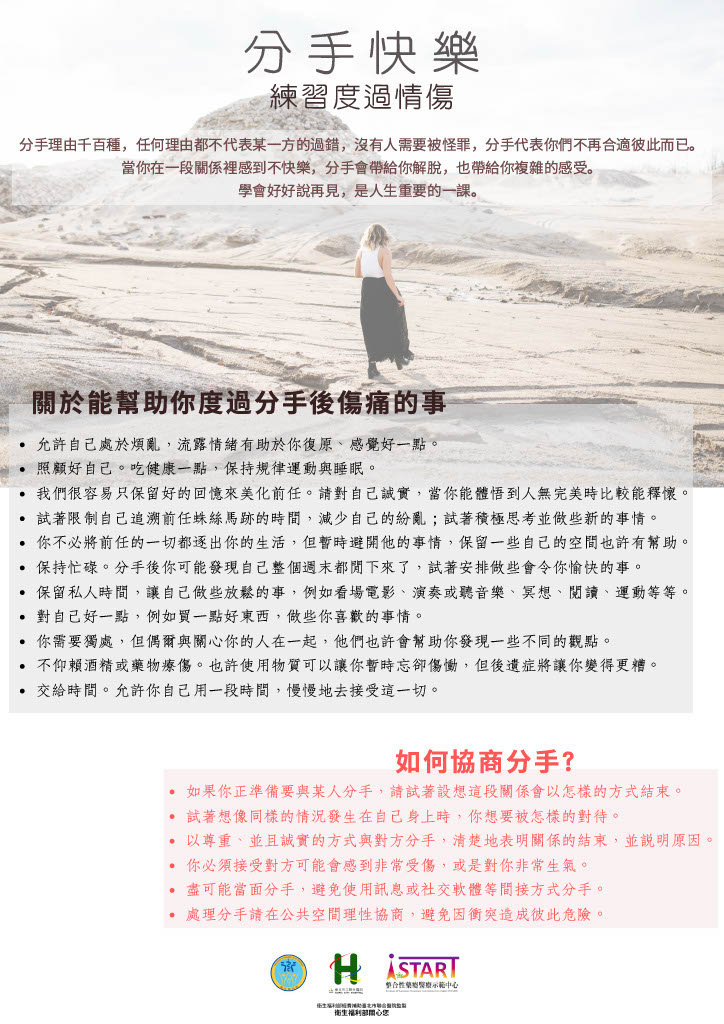 分手快樂
練習度過情傷
分手理由千百種，任何理由都不代表某一方的過錯，沒有人需要被怪罪，分手代表你們不再合適彼此而已。
當你在一段關係裡感到不快樂，分手會帶給你解脫，也帶給你複雜的感受。
學會好好說再見，是人生重要的一課。
關於能幫助你度過分手後傷痛的事
• 允許自己處於煩亂，流露情緒有助於你復原、感覺好一點。
• 照顧好自己。吃健康一點，保持規律運動與睡眠。
• 我們很容易只保留好的回憶來美化前任。請對自己誠實，當你能體悟到人無完美時比較能釋懷。
• 試著限制自己追溯前任蛛絲馬跡的時間，減少自己的紛亂；試著積極思考並做些新的事情。
• 你不必將前任的一切都逐出你的生活，但暫時避開他的事情，保留一些自己的空間也許有幫助。
• 保持忙碌。分手後你可能發現自己整個週末都閒下來了，試著安排做些會令你愉快的事。
• 保留私人時間，讓自己做些放鬆的事，例如看場電影、演奏或聽音樂、冥想、閱讀、運動等等。
• 對自己好一點，例如買一點好東西，做些你喜歡的事情。
• 你需要獨處，但偶爾與關心你的人在一起，他們也許會幫助你發現一些不同的觀點。
• 不仰賴酒精或藥物療傷。也許使用物質可以讓你暫時忘卻傷慟，但後遺症將讓你變得更糟。
• 交給時間。允許你自己用一段時間，慢慢地去接受這一切。
如何協商分手?
• 如果你正準備要與某人分手，請試著設想這段關係會以怎樣的方式結束。
• 試著想像同樣的情況發生在自己身上時，你想要被怎樣的對待。
• 以尊重、並且誠實的方式與對方分手，清楚地表明關係的結束，並說明原因。
• 你必須接受對方可能會感到非常受傷，或是對你非常生氣。
• 盡可能當面分手，避免使用訊息或社交軟體等間接方式分手。
• 處理分手請在公共空間理性協商，避免因衝突造成彼此危險。
iSTART
整合性藥癮醫療示範中心
衛生福利部經費補助臺北市聯合醫院監製
衛生福利部關心您